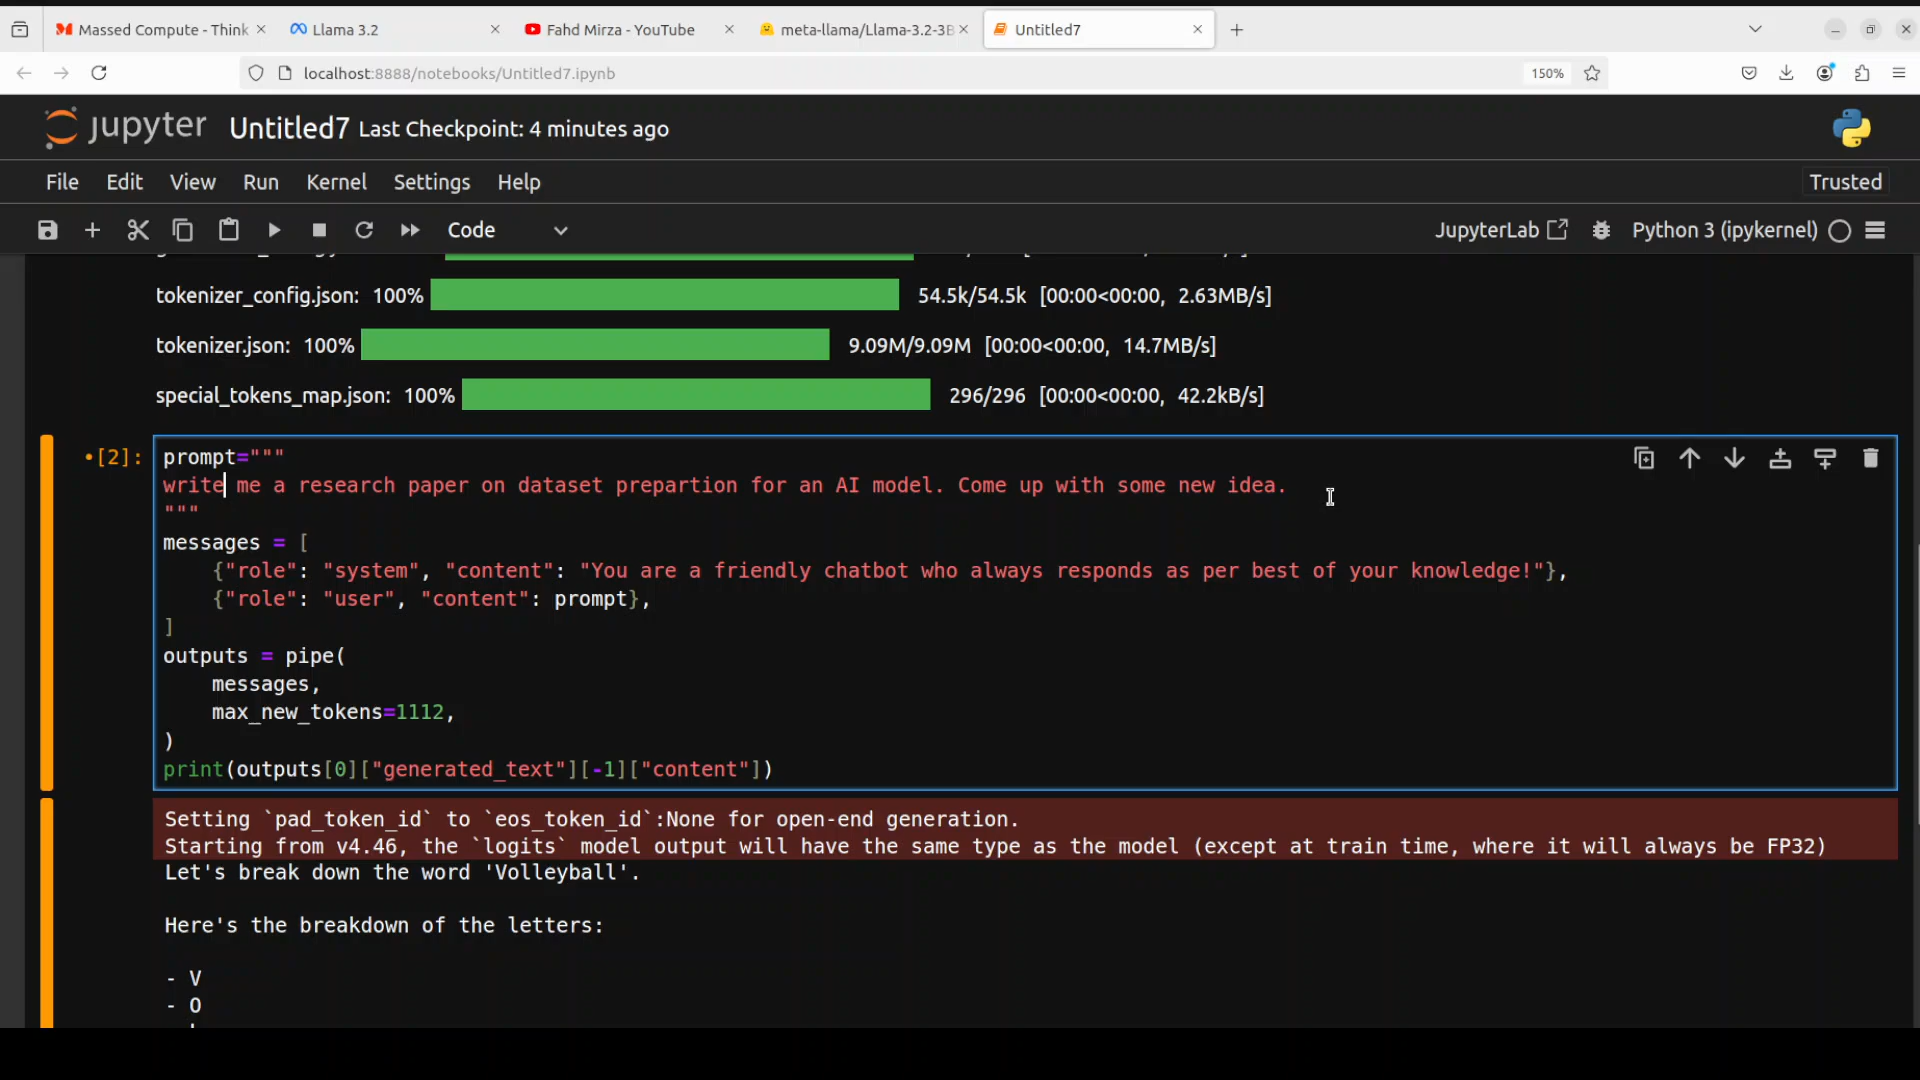 Massed Compute - Think
Llama 3.2
Fahd Mirza - YouTube
meta-llama/Llama-3.2-3B
Untitled7
localhost:8888/notebooks/Untitled7.ipynb
150%
jupyter Untitled7 Last Checkpoint: 4 minutes ago
File Edit View Run Kernel Settings Help Trusted
Code JupyterLab Python 3 (ipykernel)
tokenizer_config.json: 100% 54.5k/54.5k [00:00<00:00, 2.63MB/s]
tokenizer.json: 100% 9.09M/9.09M [00:00<00:00, 14.7MB/s]
special_tokens_map.json: 100% 296/296 [00:00<00:00, 42.2kB/s]
•[2]: prompt="""
write me a research paper on dataset prepartion for an AI model. Come up with some new idea.
"""
messages = [
    {"role": "system", "content": "You are a friendly chatbot who always responds as per best of your knowledge!"},
    {"role": "user", "content": prompt},
]
outputs = pipe(
    messages,
    max_new_tokens=1112,
)
print(outputs[0]["generated_text"][-1]["content"])
Setting `pad_token_id` to `eos_token_id`:None for open-end generation.
Starting from v4.46, the `logits` model output will have the same type as the model (except at train time, where it will always be FP32)
Let's break down the word 'Volleyball'.
Here's the breakdown of the letters:
- V
- O